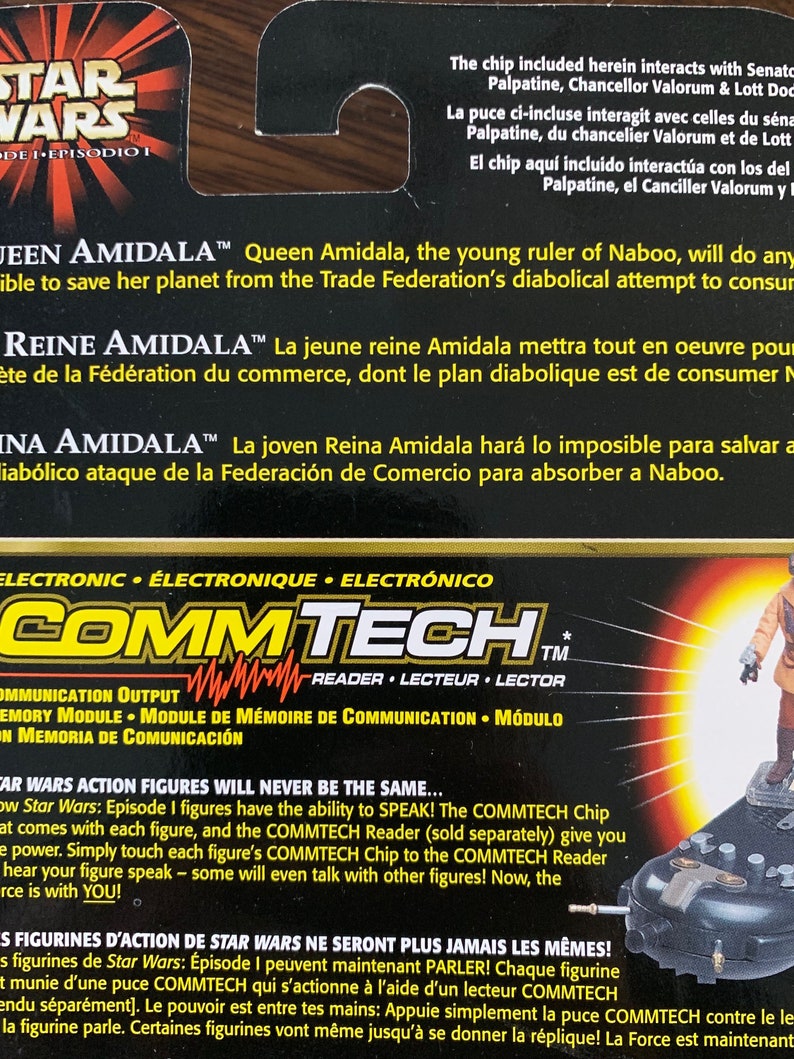 STAR
WARS™
ODE I • EPISODIO I
The chip included herein interacts with Senato
Palpatine, Chancellor Valorum & Lott Dod
La puce ci-incluse interagit avec celles du séna
Palpatine, du chancelier Valorum et de Lott
El chip aquí incluido interactúa con los del
Palpatine, el Canciller Valorum y
UEEN AMIDALA™ Queen Amidala, the young ruler of Naboo, will do any
ible to save her planet from the Trade Federation's diabolical attempt to consum
REINE AMIDALA™ La jeune reine Amidala mettra tout en oeuvre pour
ète de la Fédération du commerce, dont le plan diabolique est de consumer N
INA AMIDALA™ La joven Reina Amidala hará lo imposible para salvar a
diabólico ataque de la Federación de Comercio para absorber a Naboo.
ELECTRONIC • ÉLECTRONIQUE • ELECTRÓNICO
COMMTECH™*
READER • LECTEUR • LECTOR
OMMUNICATION OUTPUT
EMORY MODULE • MODULE DE MÉMOIRE DE COMMUNICATION • MÓDULO
ON MEMORIA DE COMUNICACIÓN
TAR WARS ACTION FIGURES WILL NEVER BE THE SAME...
ow Star Wars: Episode I figures have the ability to SPEAK! The COMMTECH Chip
at comes with each figure, and the COMMTECH Reader (sold separately) give you
e power. Simply touch each figure's COMMTECH Chip to the COMMTECH Reader
hear your figure speak – some will even talk with other figures! Now, the
orce is with YOU!
ES FIGURINES D'ACTION DE STAR WARS NE SERONT PLUS JAMAIS LES MÊMES!
s figurines de Star Wars: Épisode I peuvent maintenant PARLER! Chaque figurine
t munie d'une puce COMMTECH qui s'actionne à l'aide d'un lecteur COMMTECH
endu séparément]. Le pouvoir est entre tes mains: Appuie simplement la puce COMMTECH contre le le
la figurine parle. Certaines figurines vont même jusqu'à se donner la réplique! La Force est maintenant